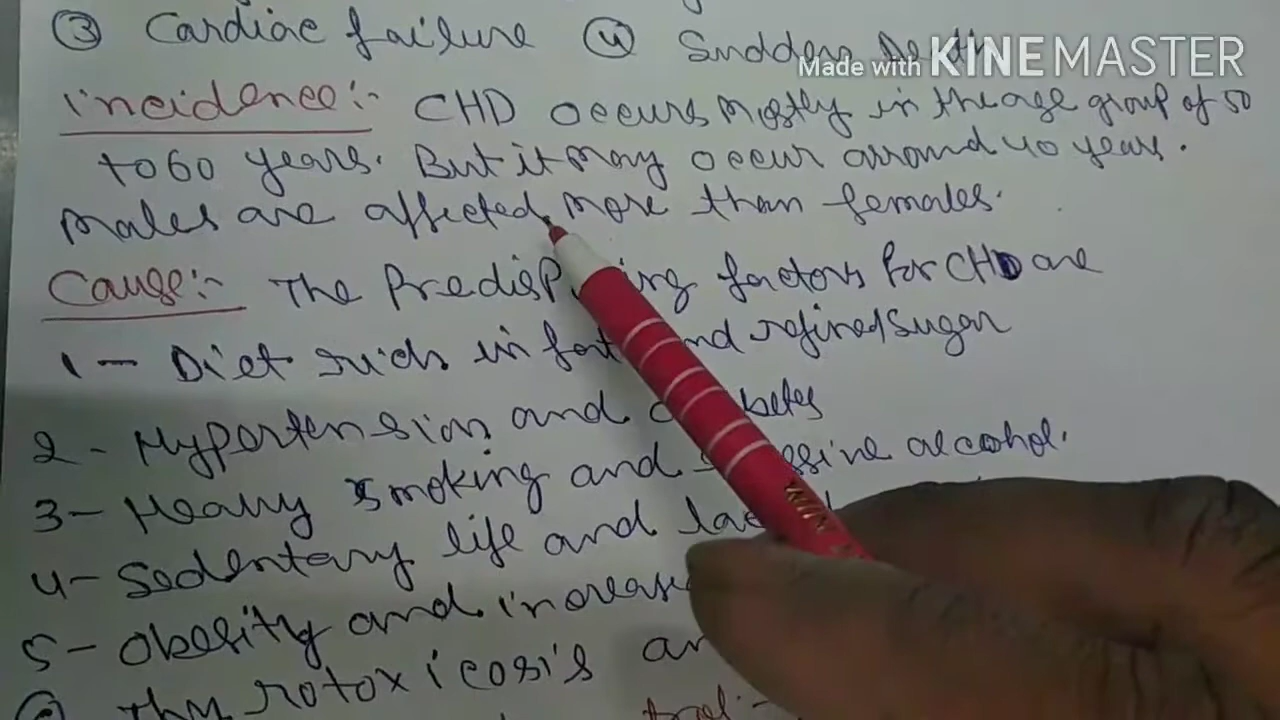 ③ Cardiac failure ④ Sudden
Made with KINEMASTER
Incidence:- CHD occurs mostly in the age group of 50
to 60 years. But it may occur around 40 years.
Males are affected more than females.
Cause:- The Predisp ing factors for CHD are
1- Diet rich in fat and refined sugar
2- Hypertension and betes
3- Heavy smoking and ssive alcohol.
4- Sedentary life and
5- Obesity and increase
⑥ Thyrotoxicosis